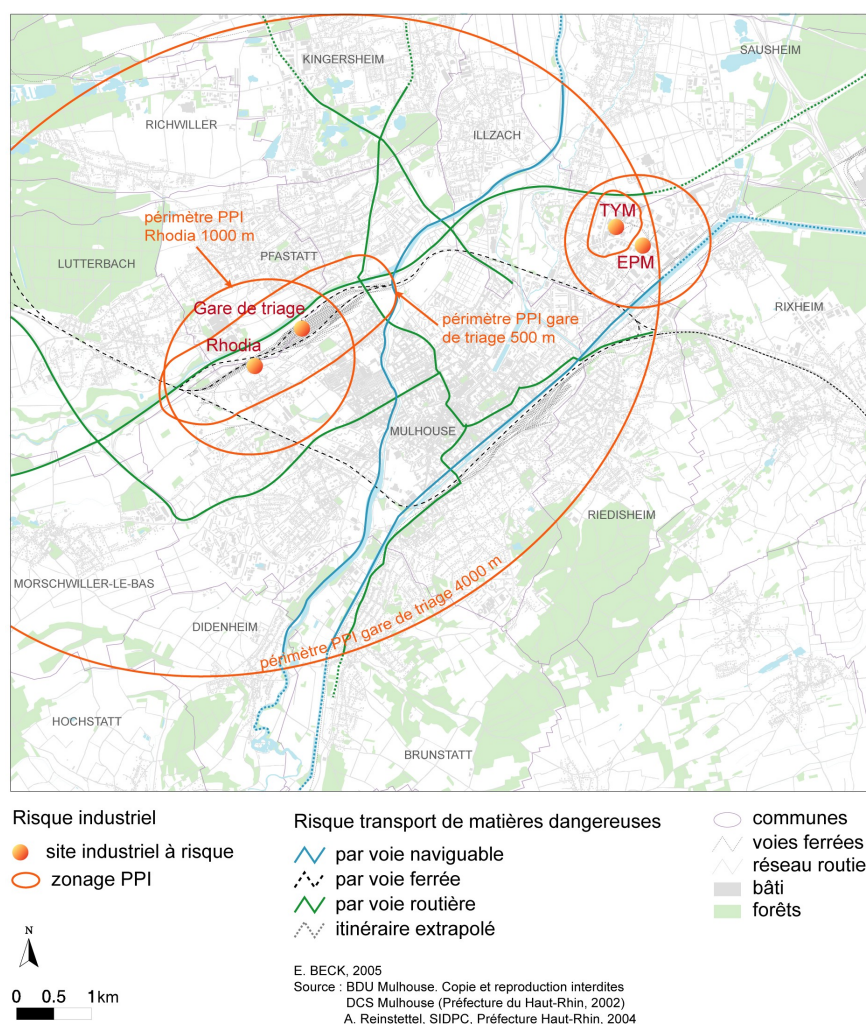 KINGERSHEIM
SAUSHEIM
RICHWILLER
ILLZACH
périmètre PPI
Rhodia 1000 m
TYM
PFASTATT
LUTTERBACH
EPM
Gare de triage
RIXHEIM
périmètre PPI gare
de triage 500 m
Rhodia
MULHOUSE
RIEDISHEIM
MORSCHWILLER-LE-BAS
périmètre PPI gare de triage 4000 m
DIDENHEIM
HOCHSTATT
BRUNSTATT
Risque industriel
site industriel à risque
zonage PPI
N
0 0.5 1km
Risque transport de matières dangereuses
par voie naviguable
par voie ferrée
par voie routière
itinéraire extrapolé
communes
voies ferrées
réseau routie
bâti
forêts
E. BECK, 2005
Source : BDU Mulhouse. Copie et reproduction interdites
DCS Mulhouse (Préfecture du Haut-Rhin, 2002)
A. Reinstettel, SIDPC, Préfecture Haut-Rhin, 2004